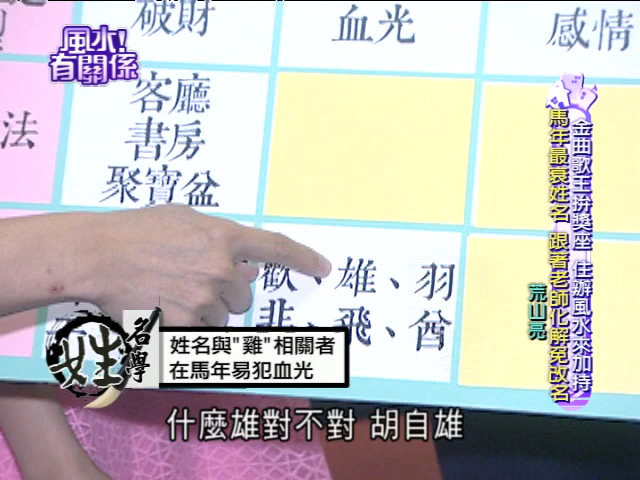 風水!
有關係
破財
血光
感情
法
客廳
書房
聚寶盆
歡、雄、羽
非、飛、酋
金曲歌王拚獎座 住辦風水來加持
馬年最衰姓名 跟著老師化解免改名
荒山亮
姓名學
姓名與"雞"相關者
在馬年易犯血光
什麼雄對不對 胡自雄